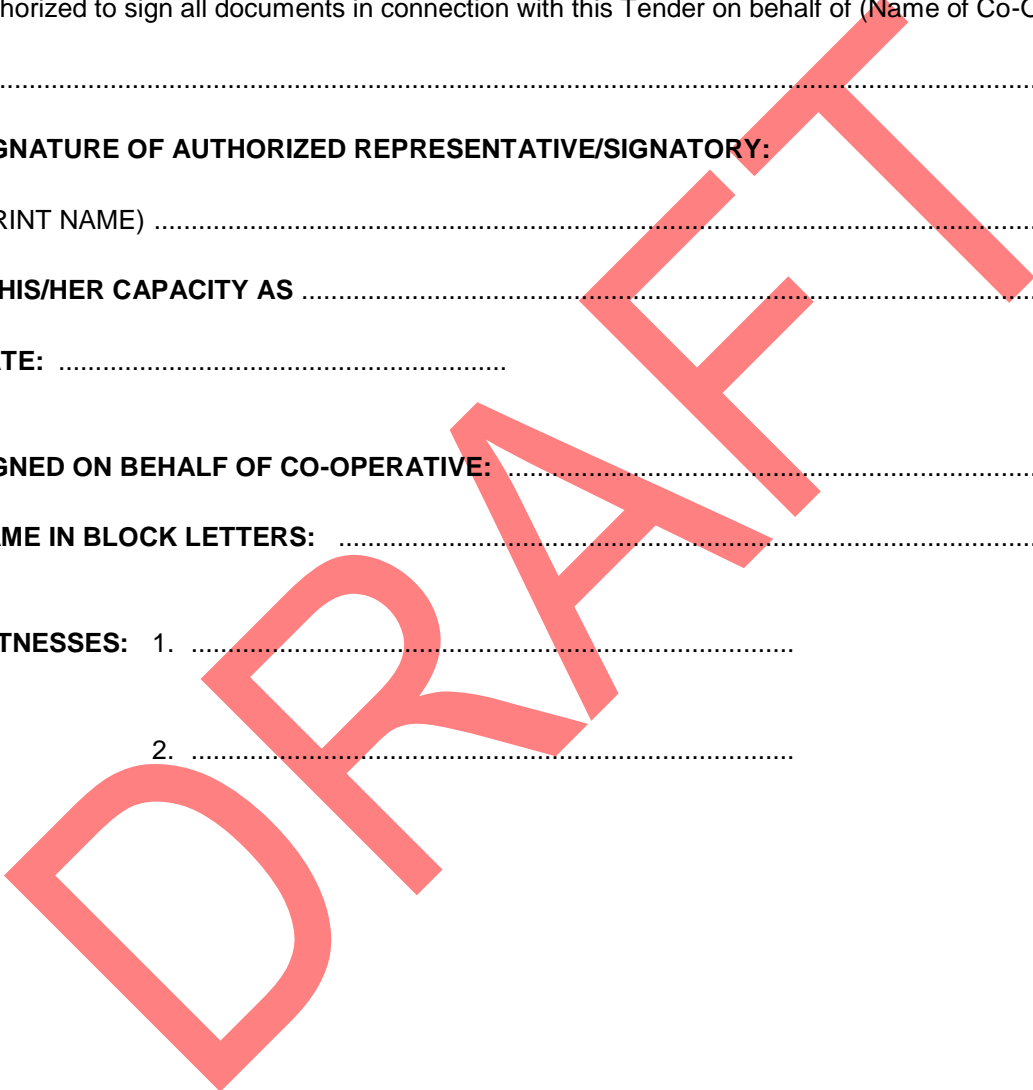 horized to sign all documents in connection with this Tender on behalf of (Name of Co-O
................................................................................................................................................
GNATURE OF AUTHORIZED REPRESENTATIVE/SIGNATORY:
RINT NAME) .......................................................................................................................
HIS/HER CAPACITY AS ....................................................................................................
ATE: .............................................................
GNED ON BEHALF OF CO-OPERATIVE: ........................................................................
AME IN BLOCK LETTERS: ...............................................................................................
TNESSES: 1. ..................................................................................
2. ..................................................................................
DRAFT